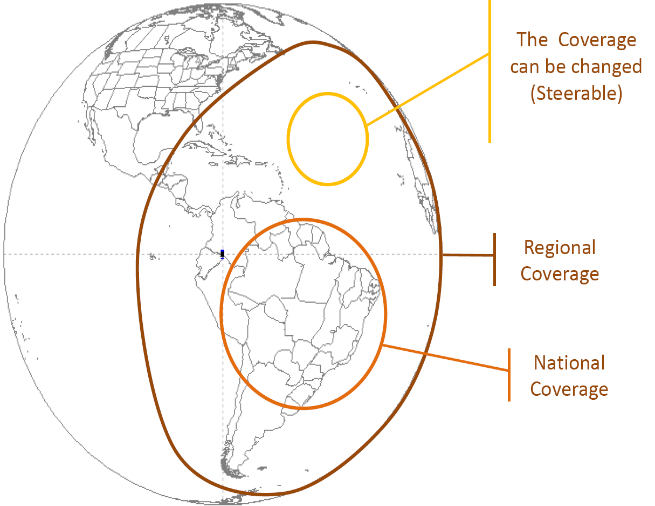 The Coverage
can be changed
(Steerable)
Regional
Coverage
National
Coverage